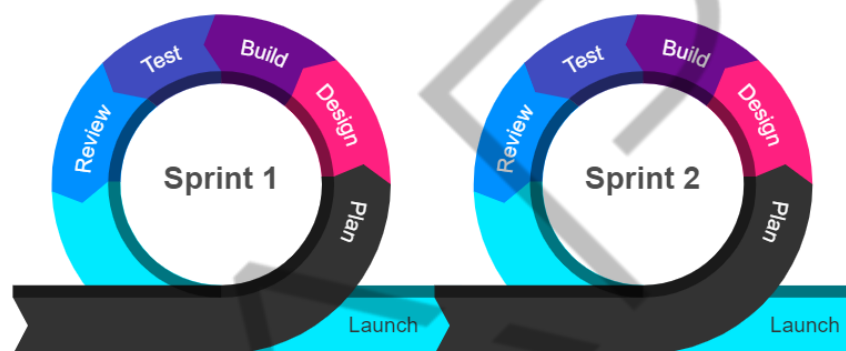 Sprint 1
Plan
Design
Build
Test
Review
Launch
Sprint 2
Plan
Design
Build
Test
Review
Launch